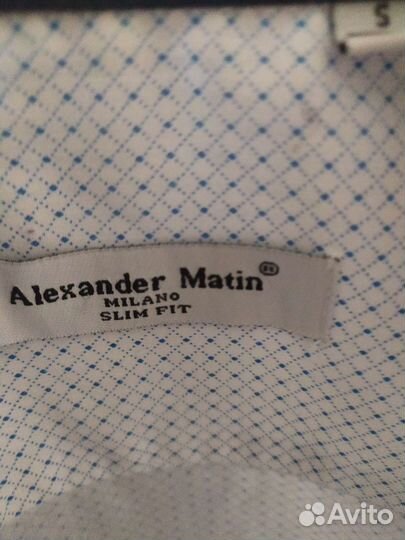 S
Alexander Matin®
MILANO
SLIM FIT
Avito